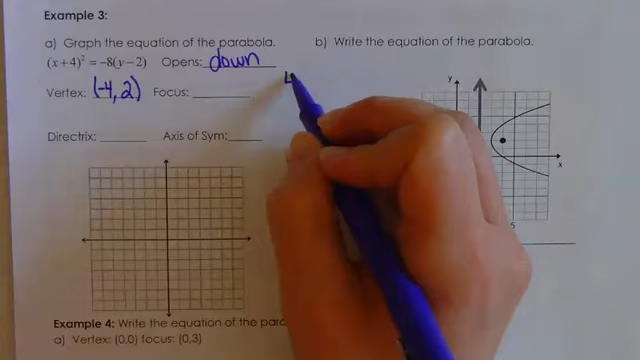 Example 3:
a) Graph the equation of the parabola.
b) Write the equation of the parabola.
(x+4)² = −8(y−2) Opens: down
Vertex: (-4, 2) Focus:
4
y
x
Directrix: Axis of Sym:
5
Example 4: Write the equation of the
a) Vertex: (0,0) focus: (0,3)